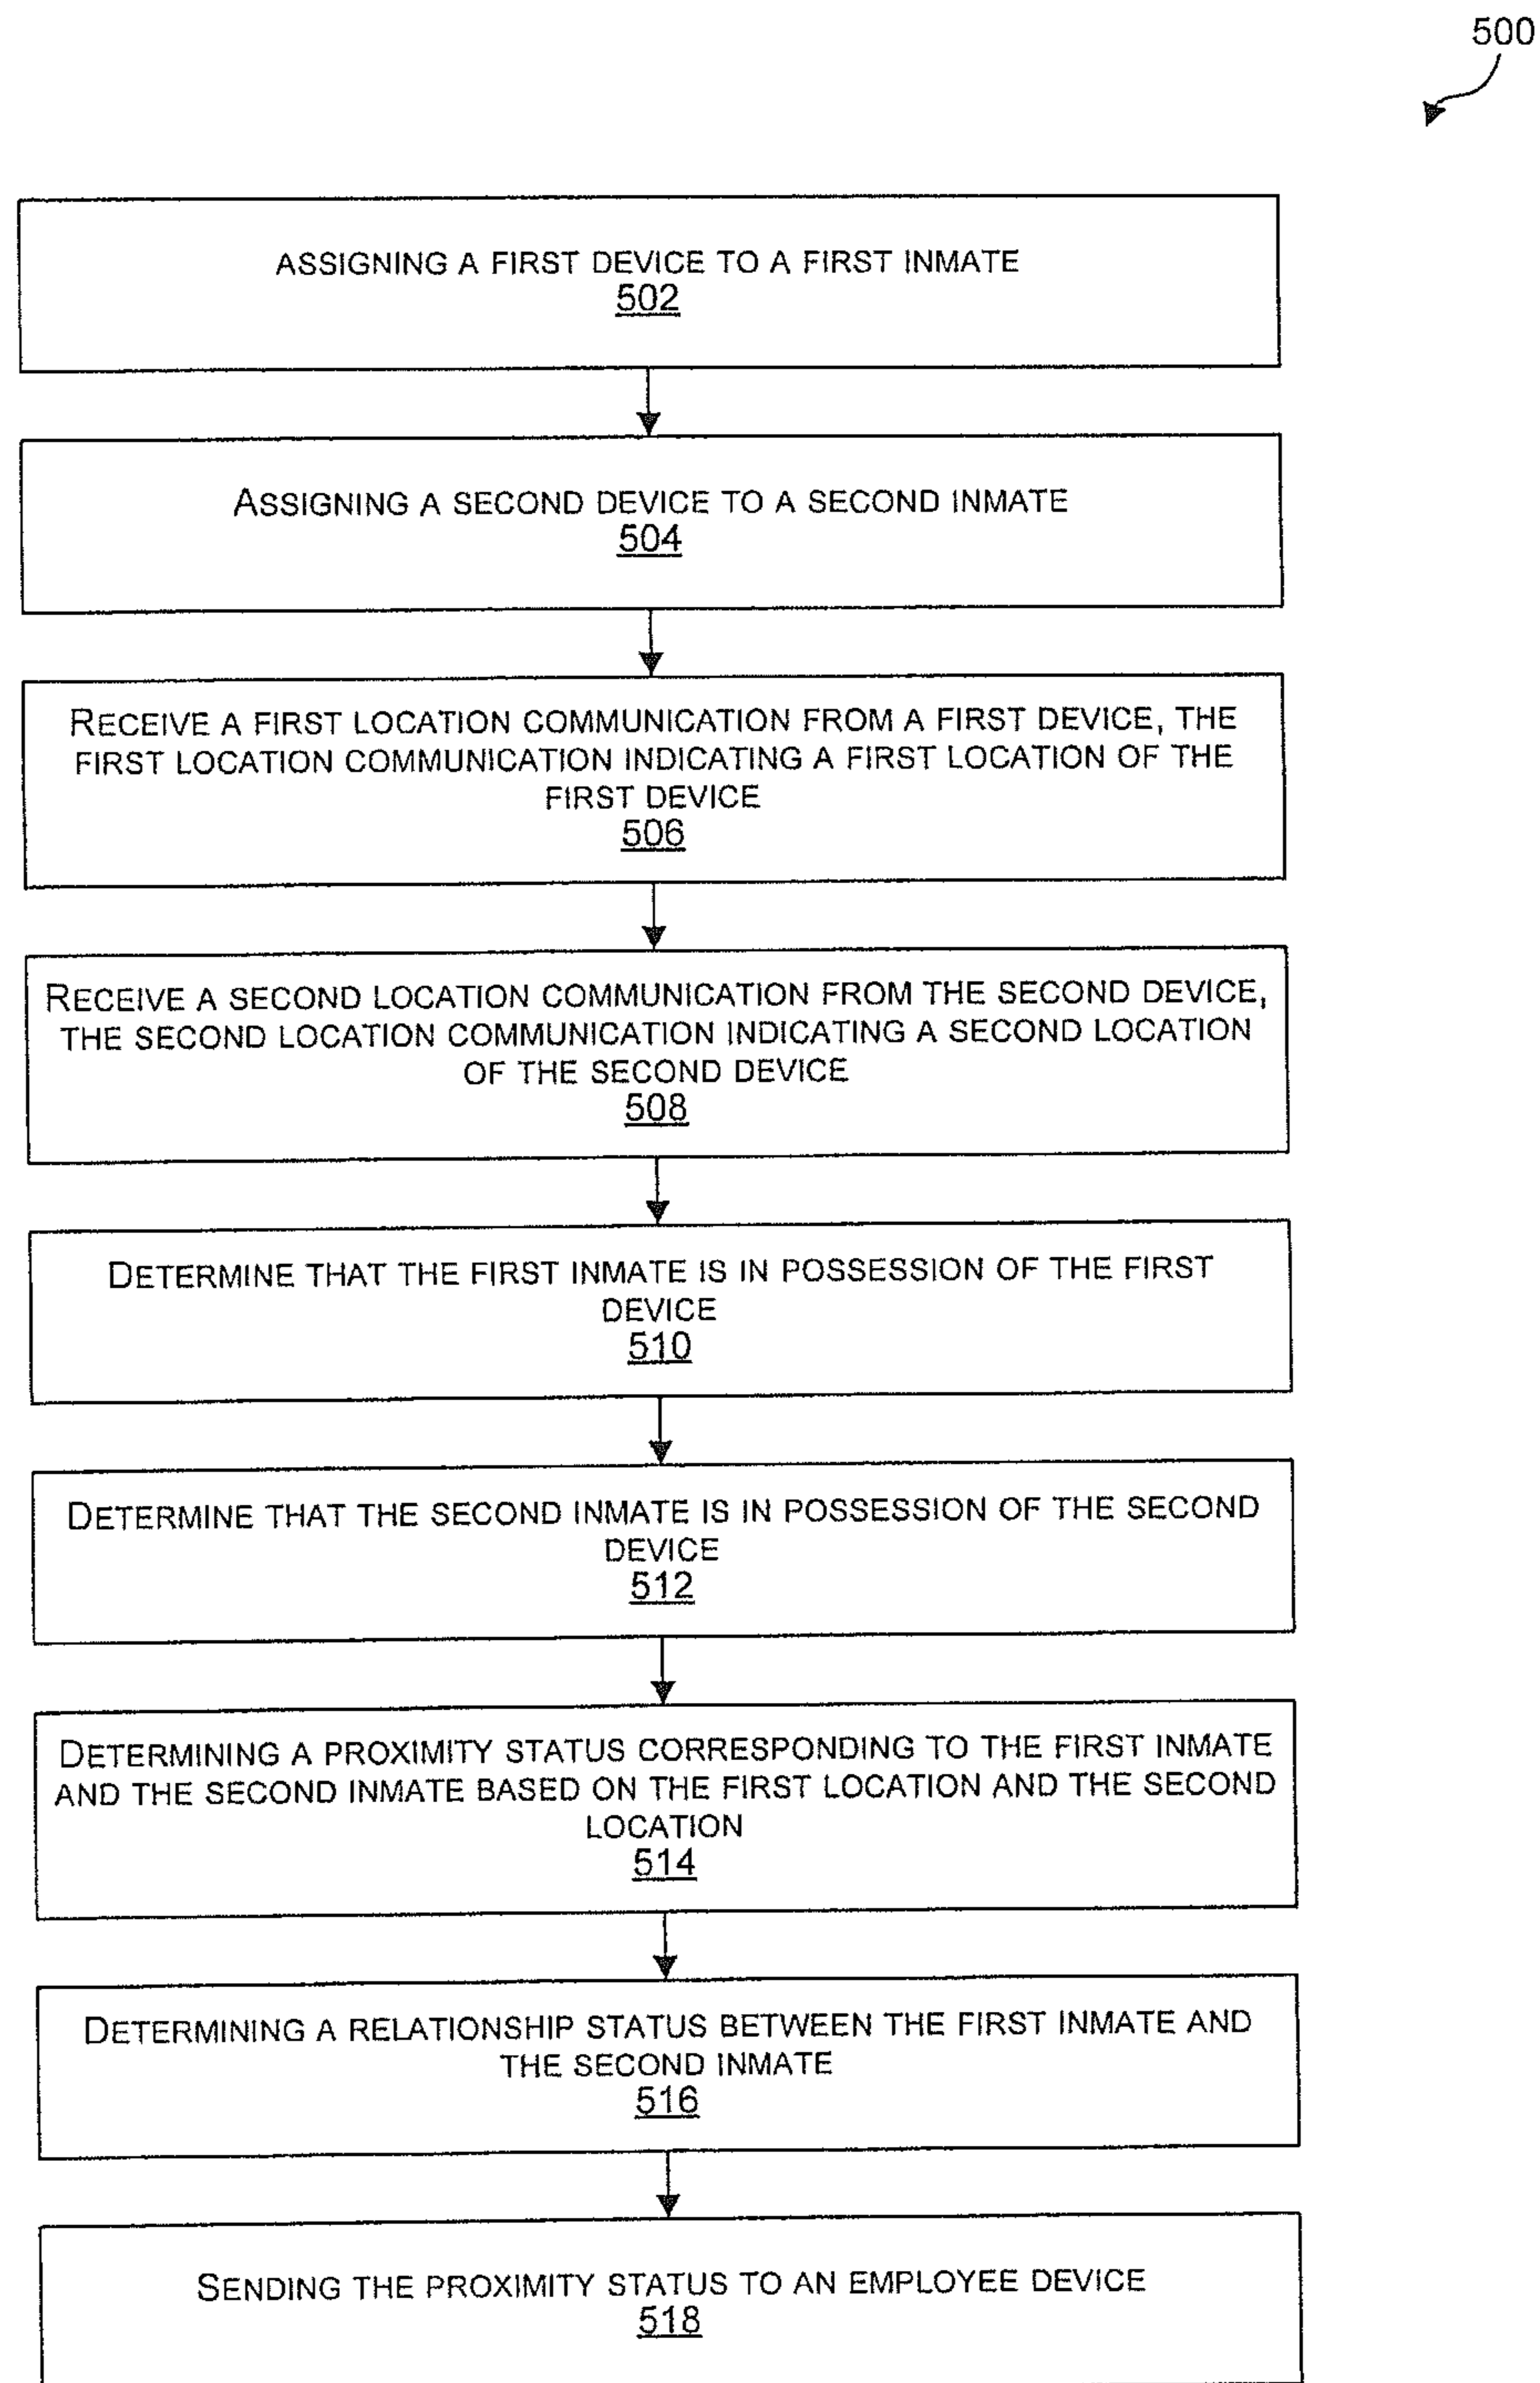 500
ASSIGNING A FIRST DEVICE TO A FIRST INMATE
502
ASSIGNING A SECOND DEVICE TO A SECOND INMATE
504
RECEIVE A FIRST LOCATION COMMUNICATION FROM A FIRST DEVICE, THE
FIRST LOCATION COMMUNICATION INDICATING A FIRST LOCATION OF THE
FIRST DEVICE
506
RECEIVE A SECOND LOCATION COMMUNICATION FROM THE SECOND DEVICE,
THE SECOND LOCATION COMMUNICATION INDICATING A SECOND LOCATION
OF THE SECOND DEVICE
508
DETERMINE THAT THE FIRST INMATE IS IN POSSESSION OF THE FIRST
DEVICE
510
DETERMINE THAT THE SECOND INMATE IS IN POSSESSION OF THE SECOND
DEVICE
512
DETERMINING A PROXIMITY STATUS CORRESPONDING TO THE FIRST INMATE
AND THE SECOND INMATE BASED ON THE FIRST LOCATION AND THE SECOND
LOCATION
514
DETERMINING A RELATIONSHIP STATUS BETWEEN THE FIRST INMATE AND
THE SECOND INMATE
516
SENDING THE PROXIMITY STATUS TO AN EMPLOYEE DEVICE
518